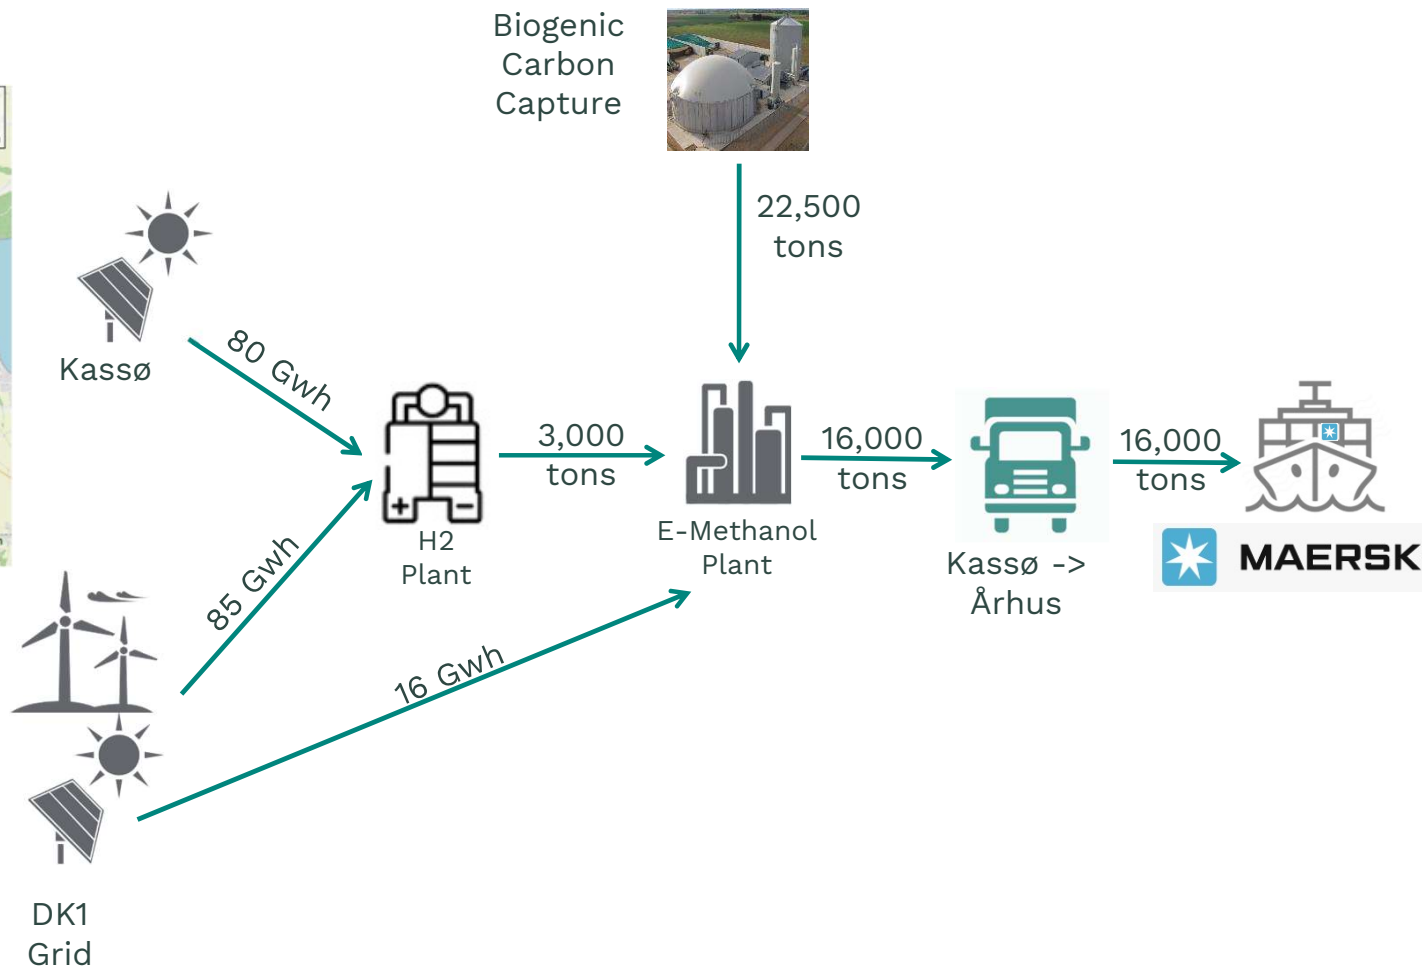 Biogenic
Carbon
Capture
22,500
tons
Kassø
80 Gwh
85 Gwh
H2
Plant
3,000
tons
E-Methanol
Plant
16,000
tons
Kassø ->
Århus
16,000
tons
MAERSK
16 Gwh
DK1
Grid